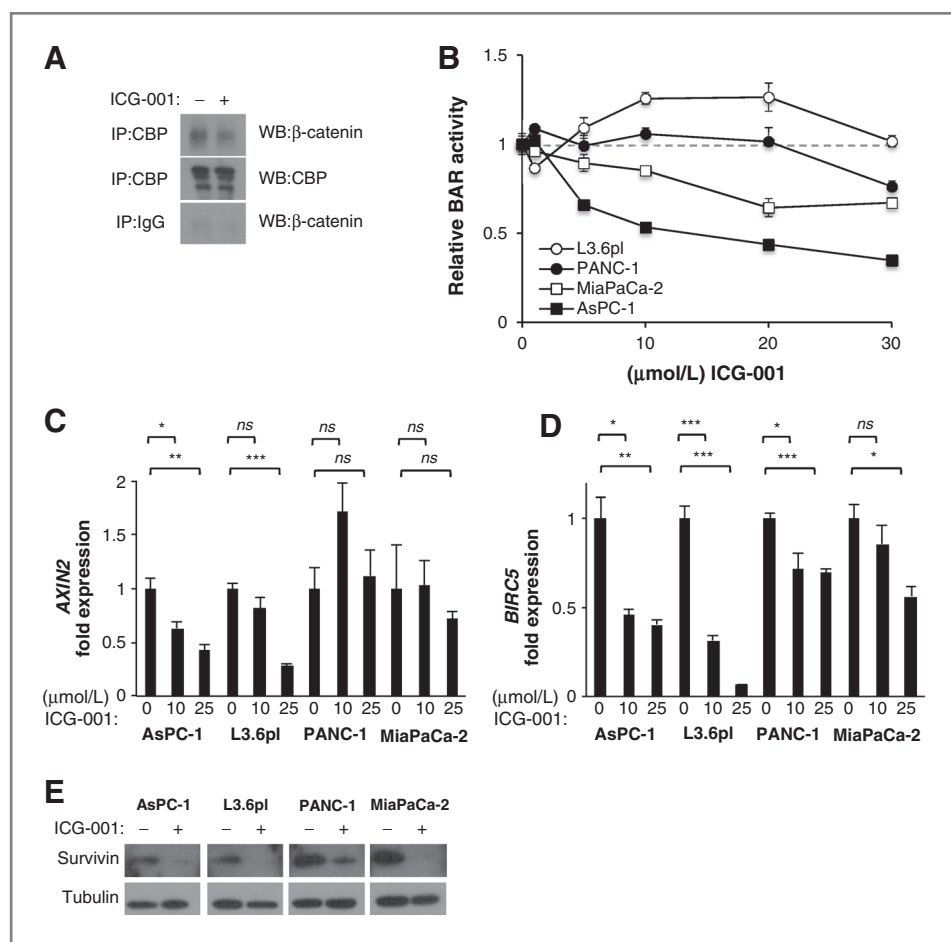 A
ICG-001: – +
IP:CBP WB:β-catenin
IP:CBP WB:CBP
IP:IgG WB:β-catenin
B
Relative BAR activity
1.5
1
0.5
0
L3.6pl
PANC-1
MiaPaCa-2
AsPC-1
0 10 20 30
(μmol/L) ICG-001
C
* ns ns ns
** *** ns ns
AXIN2
fold expression
2
1.5
1
0.5
0
(μmol/L) 0 10 25 0 10 25 0 10 25 0 10 25
ICG-001:
AsPC-1 L3.6pl PANC-1 MiaPaCa-2
D
* *** * ns
** *** *** *
BIRC5
fold expression
1
0.5
0
(μmol/L) 0 10 25 0 10 25 0 10 25 0 10 25
ICG-001:
AsPC-1 L3.6pl PANC-1 MiaPaCa-2
E
AsPC-1 L3.6pl PANC-1 MiaPaCa-2
ICG-001: – + – + – + – +
Survivin
Tubulin